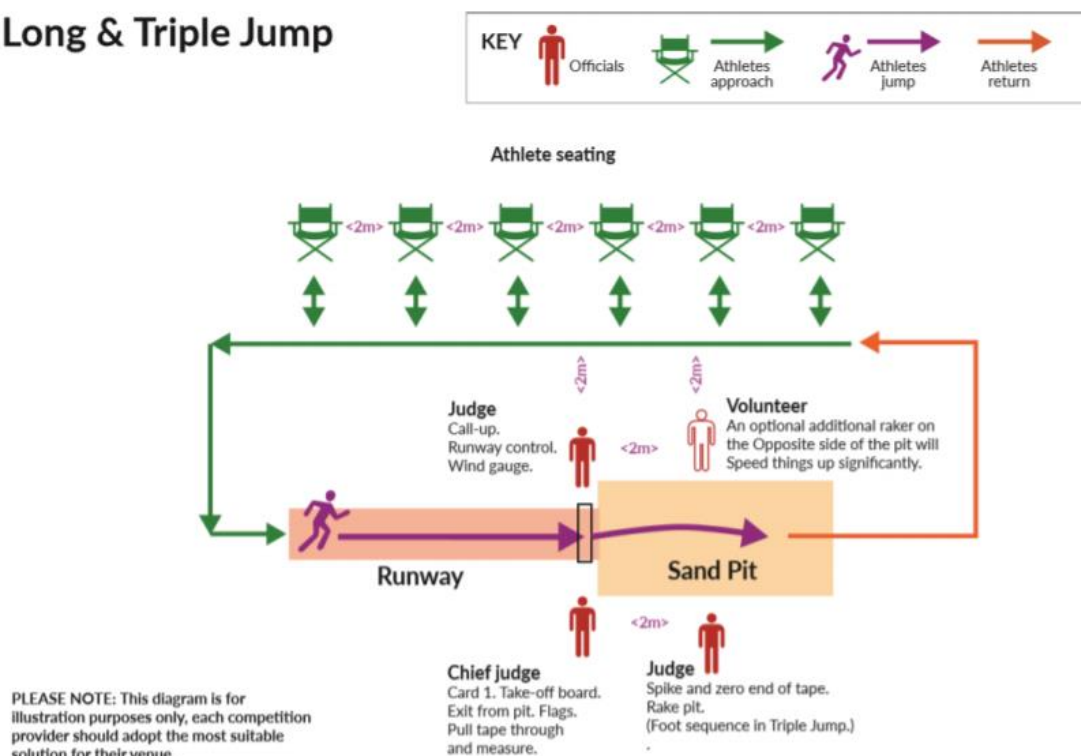 Long & Triple Jump
KEY
Officials
Athletes
approach
Athletes
jump
Athletes
return
Athlete seating
<2m> <2m> <2m> <2m> <2m>
<2m>
<2m>
Judge
Call-up.
Runway control.
Wind gauge.
<2m>
Volunteer
An optional additional raker on
the Opposite side of the pit will
Speed things up significantly.
Runway
Sand Pit
<2m>
Chief judge
Card 1. Take-off board.
Exit from pit. Flags.
Pull tape through
and measure.
Judge
Spike and zero end of tape.
Rake pit.
(Foot sequence in Triple Jump.)
.
PLEASE NOTE: This diagram is for
illustration purposes only, each competition
provider should adopt the most suitable
solution for their venue